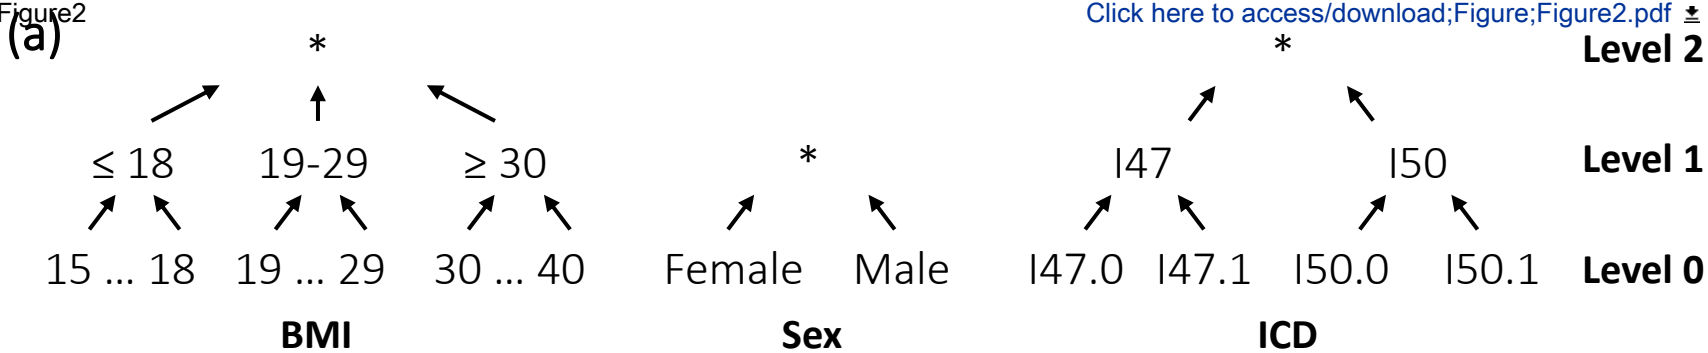 Figure2
Click here to access/download;Figure;Figure2.pdf
(a)
* * Level 2
≤ 18 19-29 ≥ 30 * I47 I50 Level 1
15 ... 18 19 ... 29 30 ... 40 Female Male I47.0 I47.1 I50.0 I50.1 Level 0
BMI Sex ICD